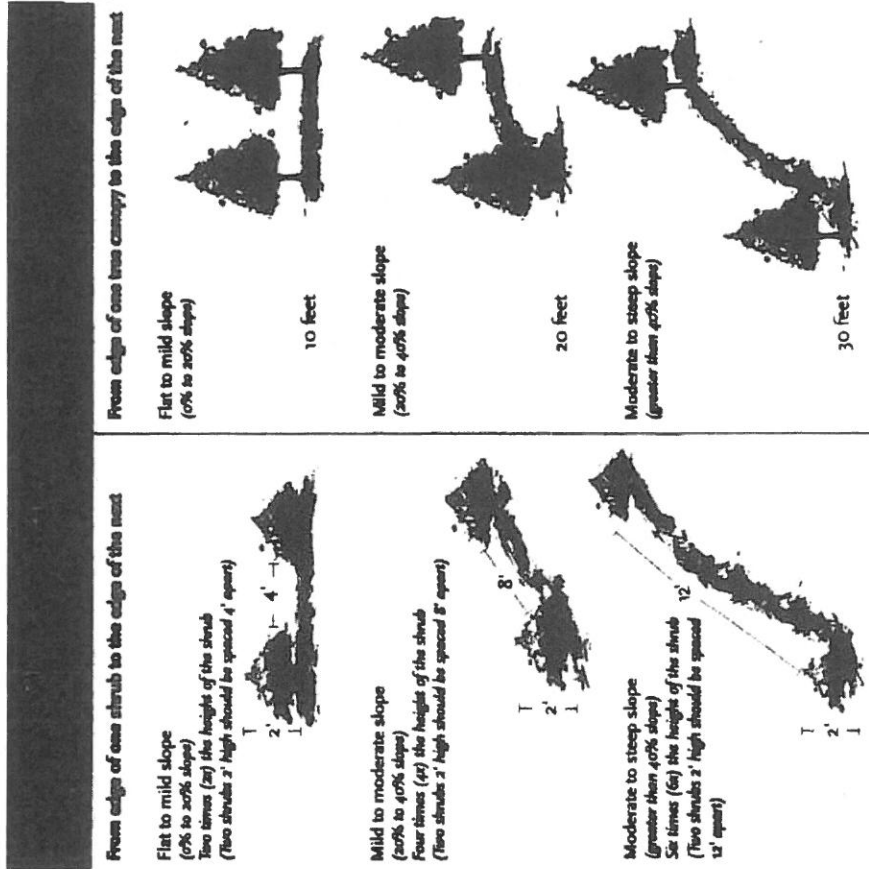 From edge of one shrub to the edge of the next
Flat to mild slope
(0% to 20% slope)
Two times (2x) the height of the shrub
(Two shrubs 2' high should be spaced 4' apart)
2'
4'
Mild to moderate slope
(20% to 40% slope)
Four times (4x) the height of the shrub
(Two shrubs 2' high should be spaced 8' apart)
2'
8'
Moderate to steep slope
(greater than 40% slope)
Six times (6x) the height of the shrub
(Two shrubs 2' high should be spaced
12' apart)
2'
12'
From edge of one tree canopy to the edge of the next
Flat to mild slope
(0% to 20% slope)
10 feet
Mild to moderate slope
(20% to 40% slope)
20 feet
Moderate to steep slope
(greater than 40% slope)
30 feet